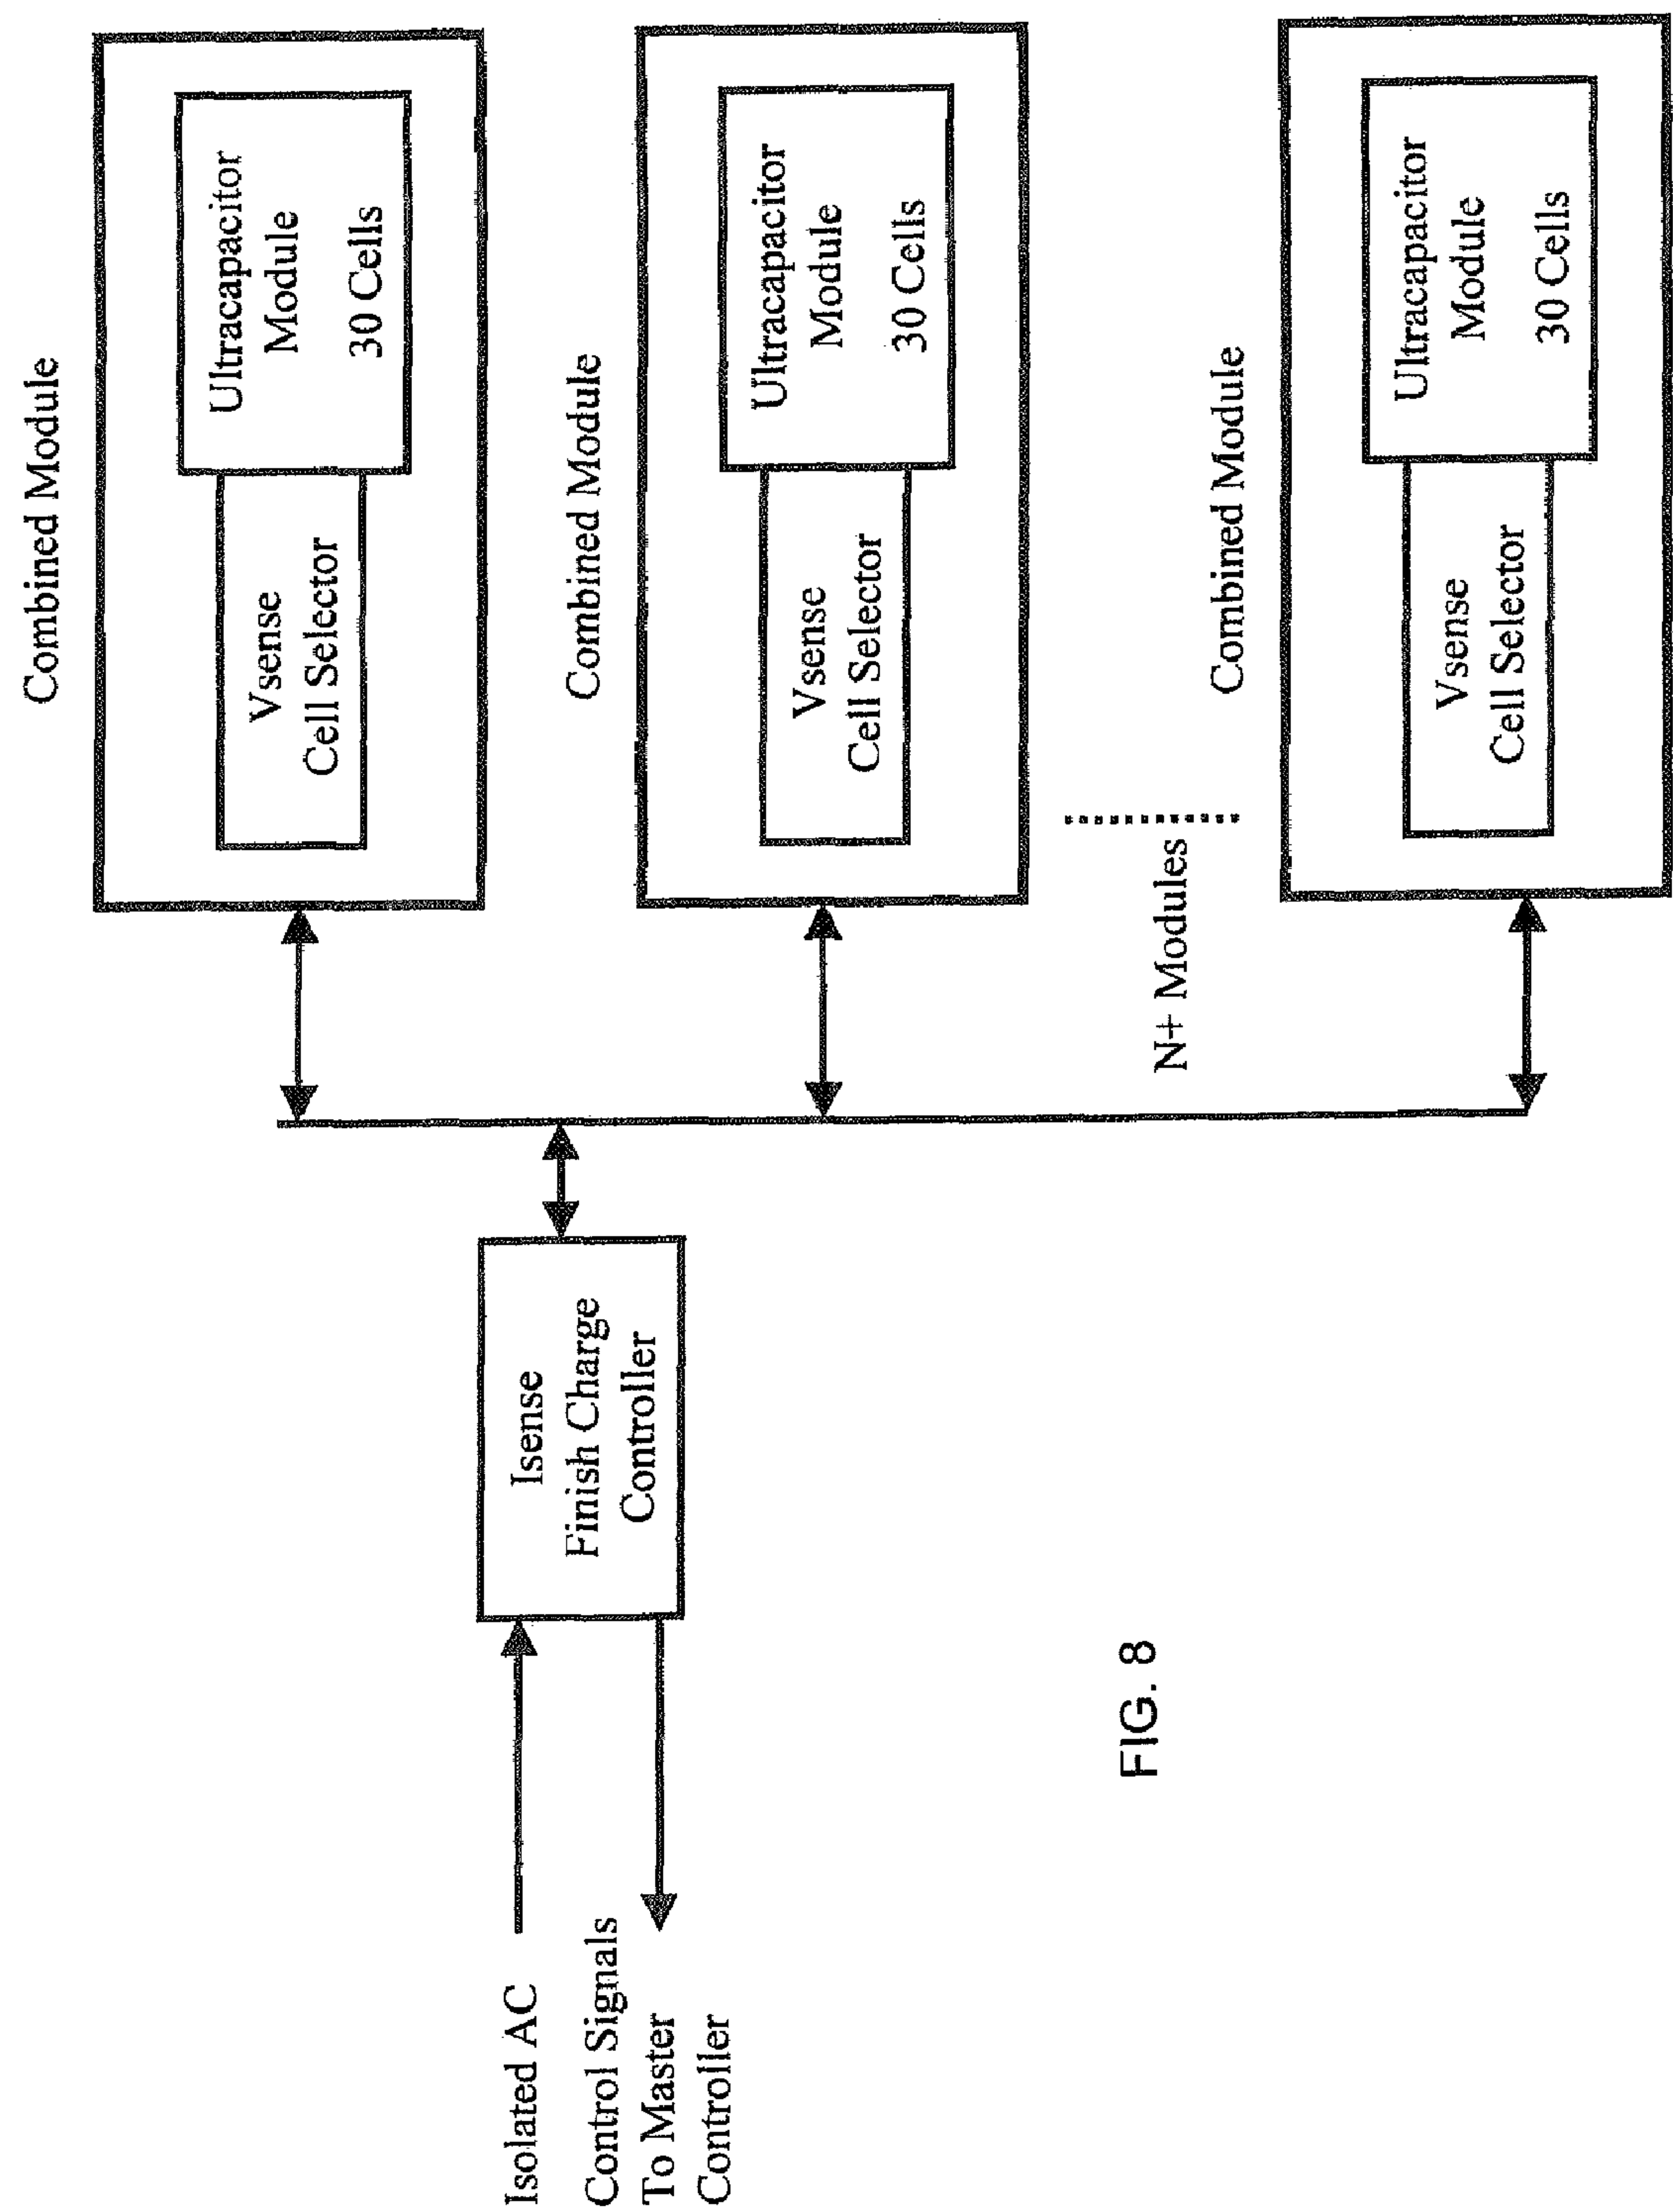 Combined Module
Vsense
Cell Selector
Ultracapacitor
Module
30 Cells
Combined Module
Vsense
Cell Selector
Ultracapacitor
Module
30 Cells
N+ Modules
Combined Module
Vsense
Cell Selector
Ultracapacitor
Module
30 Cells
Isense
Finish Charge
Controller
Isolated AC
Control Signals
To Master
Controller
FIG. 8